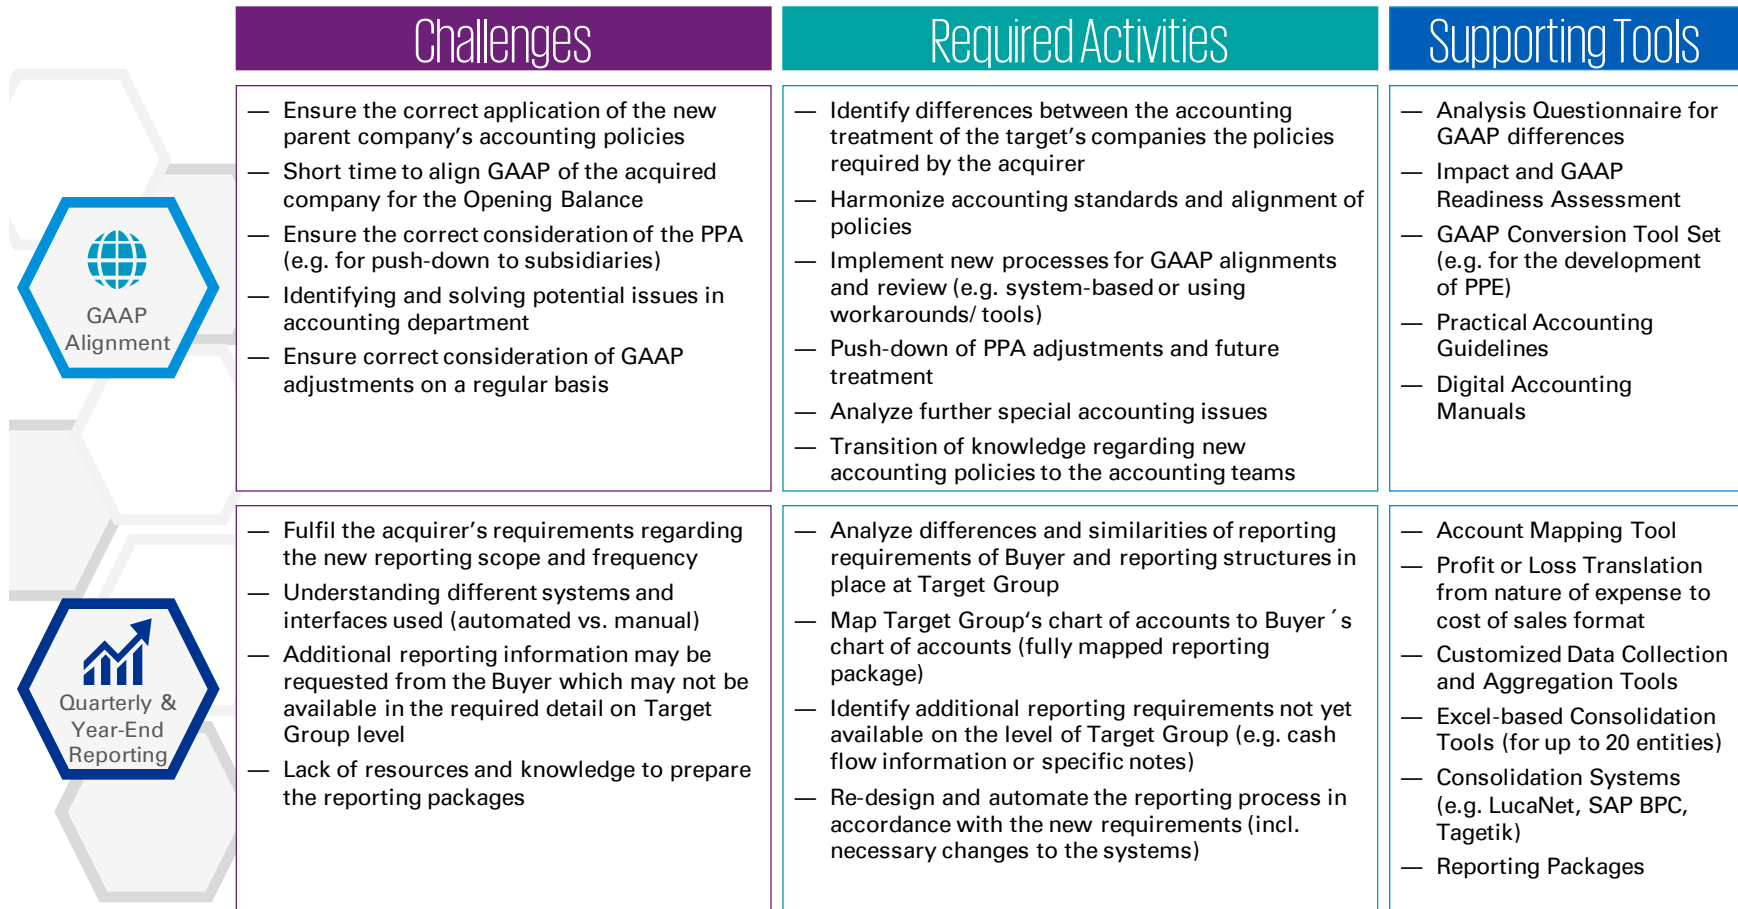 Challenges
Required Activities
Supporting Tools
GAAP
Alignment
— Ensure the correct application of the new
parent company's accounting policies
— Short time to align GAAP of the acquired
company for the Opening Balance
— Ensure the correct consideration of the PPA
(e.g. for push-down to subsidiaries)
— Identifying and solving potential issues in
accounting department
— Ensure correct consideration of GAAP
adjustments on a regular basis
— Identify differences between the accounting
treatment of the target's companies the policies
required by the acquirer
— Harmonize accounting standards and alignment of
policies
— Implement new processes for GAAP alignments
and review (e.g. system-based or using
workarounds/ tools)
— Push-down of PPA adjustments and future
treatment
— Analyze further special accounting issues
— Transition of knowledge regarding new
accounting policies to the accounting teams
— Analysis Questionnaire for
GAAP differences
— Impact and GAAP
Readiness Assessment
— GAAP Conversion Tool Set
(e.g. for the development
of PPE)
— Practical Accounting
Guidelines
— Digital Accounting
Manuals
Quarterly &
Year-End
Reporting
— Fulfil the acquirer's requirements regarding
the new reporting scope and frequency
— Understanding different systems and
interfaces used (automated vs. manual)
— Additional reporting information may be
requested from the Buyer which may not be
available in the required detail on Target
Group level
— Lack of resources and knowledge to prepare
the reporting packages
— Analyze differences and similarities of reporting
requirements of Buyer and reporting structures in
place at Target Group
— Map Target Group‘s chart of accounts to Buyer´s
chart of accounts (fully mapped reporting
package)
— Identify additional reporting requirements not yet
available on the level of Target Group (e.g. cash
flow information or specific notes)
— Re-design and automate the reporting process in
accordance with the new requirements (incl.
necessary changes to the systems)
— Account Mapping Tool
— Profit or Loss Translation
from nature of expense to
cost of sales format
— Customized Data Collection
and Aggregation Tools
— Excel-based Consolidation
Tools (for up to 20 entities)
— Consolidation Systems
(e.g. LucaNet, SAP BPC,
Tagetik)
— Reporting Packages